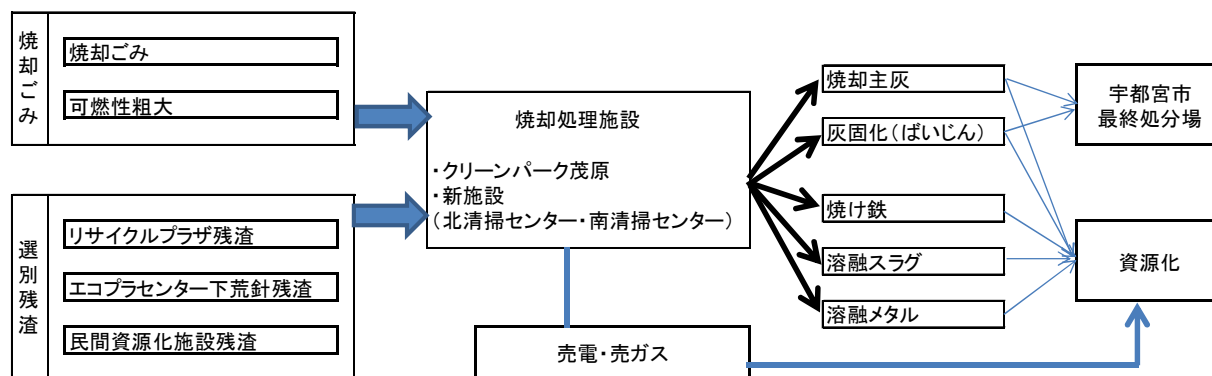 焼却ごみ
焼却ごみ
可燃性粗大
選別残渣
リサイクルプラザ残渣
エコプラセンター下荒針残渣
民間資源化施設残渣
焼却処理施設
・クリーンパーク茂原
・新施設
(北清掃センター・南清掃センター)
売電・売ガス
焼却主灰
灰固化(ばいじん)
焼け鉄
溶融スラグ
溶融メタル
宇都宮市
最終処分場
資源化